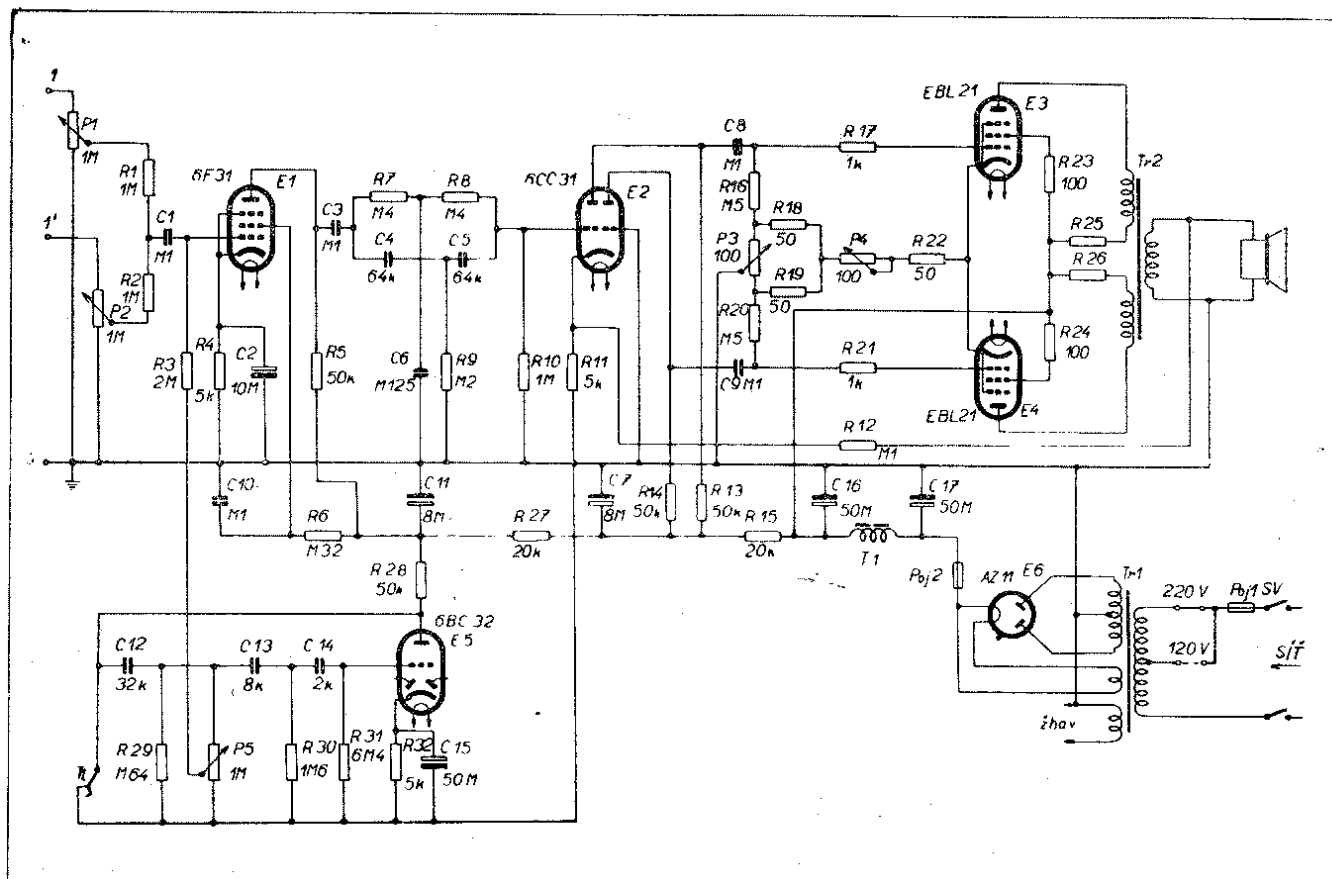 1
P1
1M
R1
1M
1'
R2
1M
P2
1M
C1
M1
6F31
E1
R3
2M
R4
5k
C2
10M
R5
50k
C3
M1
R7
M4
R8
M4
C4
64k
C5
64k
C6
M125
R9
M2
6CC31
E2
R10
1M
R11
5k
C8
M1
R16
M5
R17
1k
R18
50
P3
100
R19
50
P4
100
R22
50
R20
M5
C9
M1
R21
1k
R12
M1
EBL21
E3
R23
100
R25
R26
R24
100
EBL21
E4
Tr2
C10
M1
R6
M32
C11
8M
R27
20k
C7
8M
R14
50k
R13
50k
R15
20k
C16
50M
C17
50M
T1
R28
50k
6BC32
E5
C12
32k
C13
8k
C14
2k
R29
M64
P5
1M
R30
1M6
R31
6M4
R32
5k
C15
50M
Poj2
AZ11
E6
Tr1
220V
Poj1
SV
120V
SÍŤ
žhav